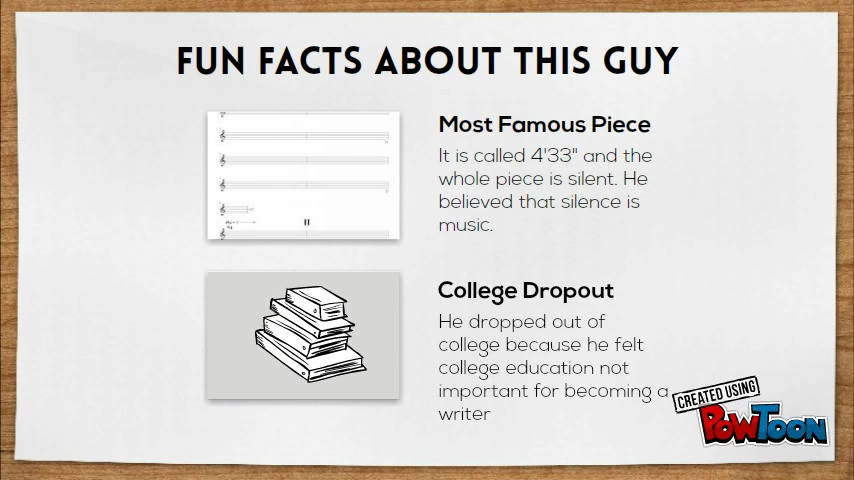 FUN FACTS ABOUT THIS GUY
Most Famous Piece
It is called 4'33" and the
whole piece is silent. He
believed that silence is
music.
College Dropout
He dropped out of
college because he felt
college education not
important for becoming a
writer
CREATED USING
POWTOON